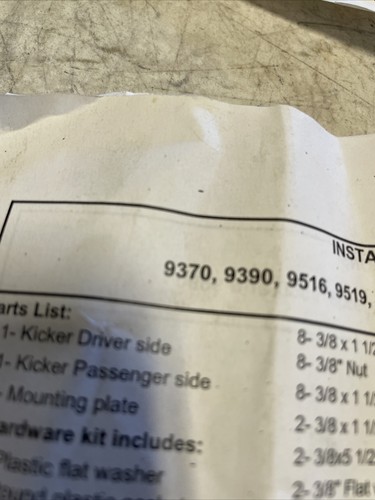 INSTA
9370, 9390, 9516, 9519,
arts List:
1- Kicker Driver side
1- Kicker Passenger side
- Mounting plate
ardware kit includes:
Plastic flat washer
8- 3/8 x 1 1/2
8- 3/8" Nut
8- 3/8 x 1 1/
2- 3/8 x 1 1/
2- 3/8x5 1/2
2- 3/8" Flat